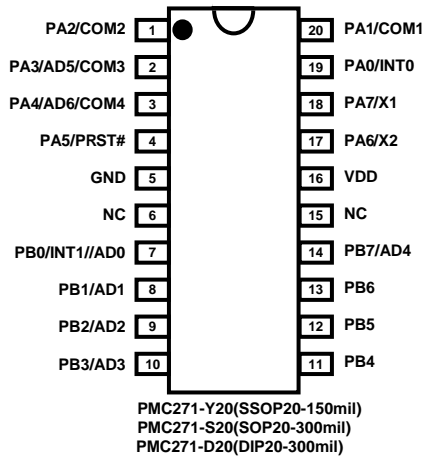 PA2/COM2 1 20 PA1/COM1
PA3/AD5/COM3 2 19 PA0/INT0
PA4/AD6/COM4 3 18 PA7/X1
PA5/PRST# 4 17 PA6/X2
GND 5 16 VDD
NC 6 15 NC
PB0/INT1//AD0 7 14 PB7/AD4
PB1/AD1 8 13 PB6
PB2/AD2 9 12 PB5
PB3/AD3 10 11 PB4
PMC271-Y20(SSOP20-150mil)
PMC271-S20(SOP20-300mil)
PMC271-D20(DIP20-300mil)